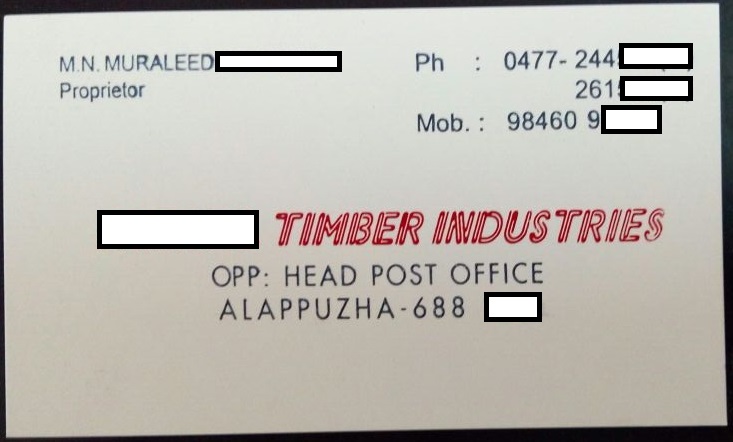 M.N. MURALEED
Proprietor
Ph : 0477- 244
261
Mob. : 98460 9
TIMBER INDUSTRIES
OPP: HEAD POST OFFICE
ALAPPUZHA-688